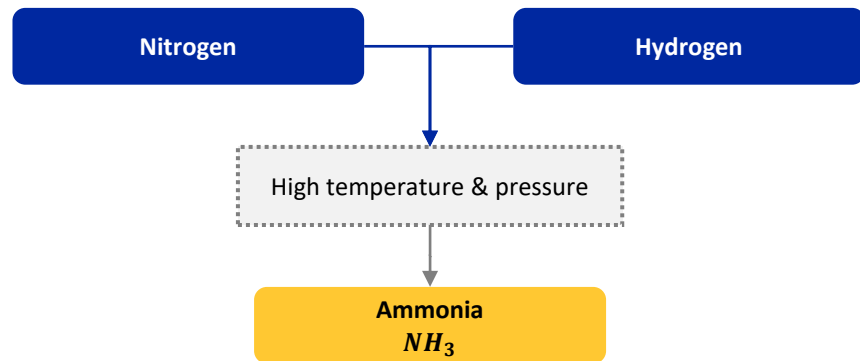 Nitrogen
Hydrogen
High temperature & pressure
Ammonia
NH₃